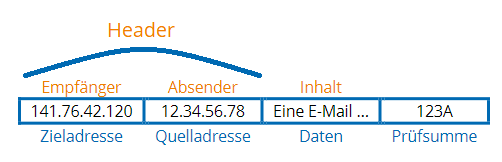 Header
Empfänger Absender Inhalt
141.76.42.120 12.34.56.78 Eine E-Mail ... 123A
Zieladresse Quelladresse Daten Prüfsumme